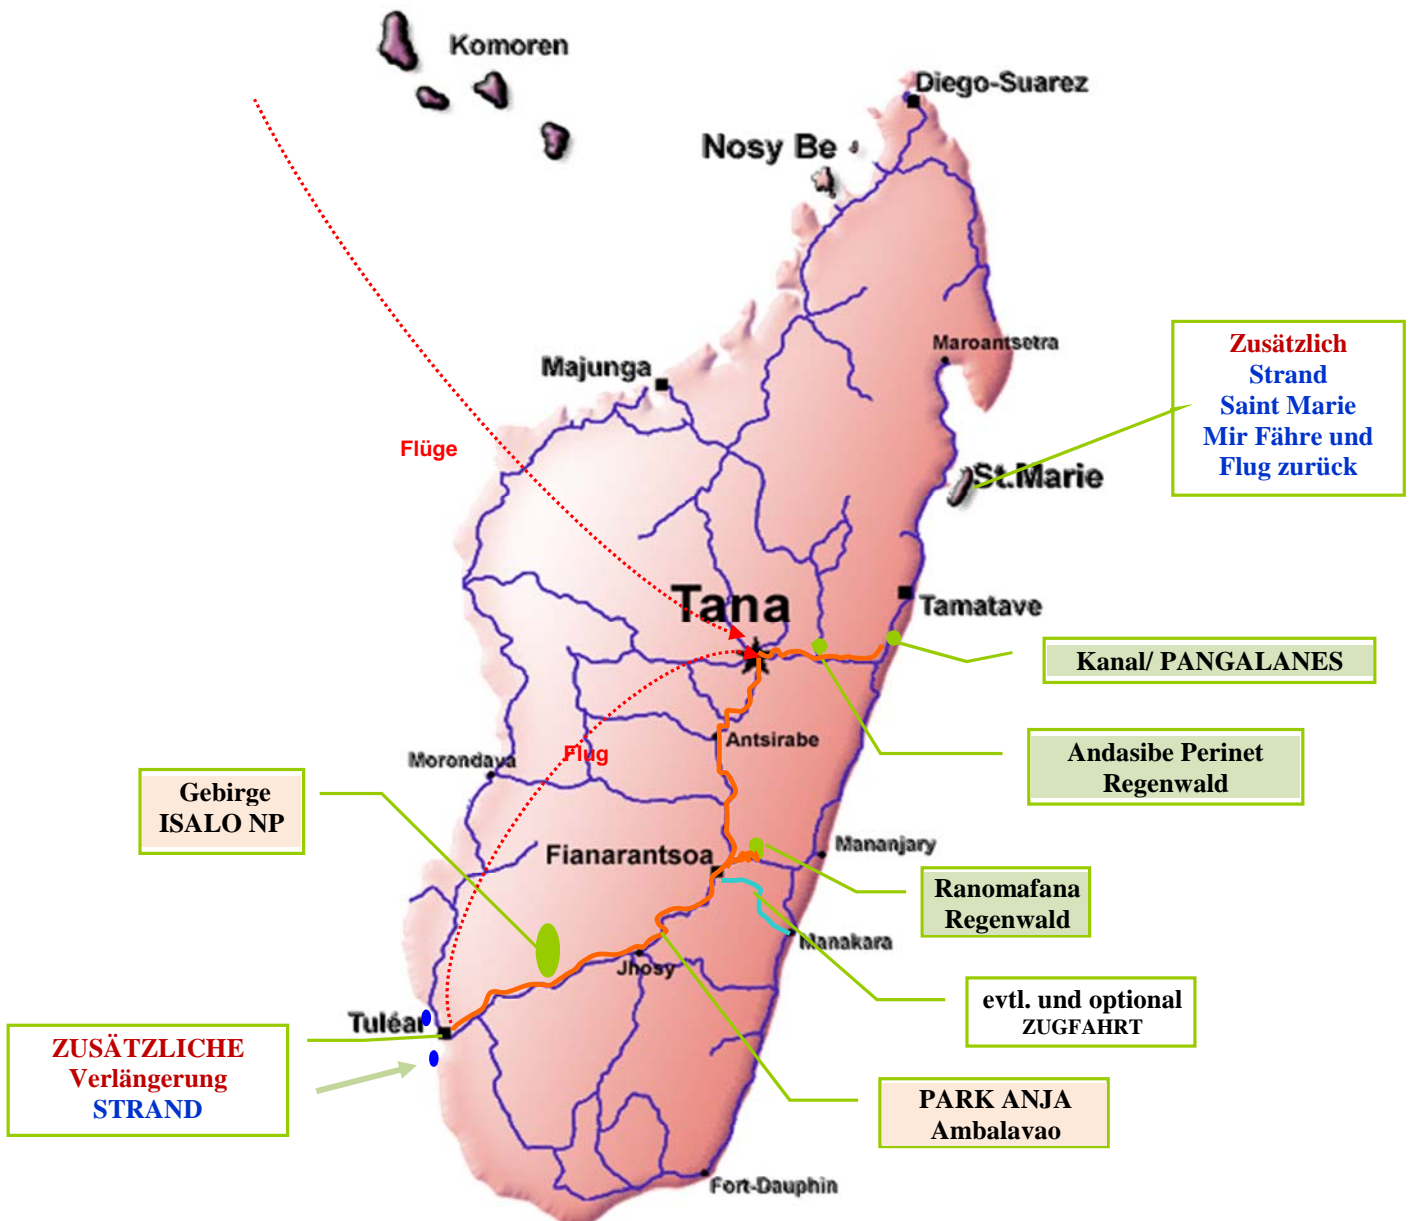 Komoren
Diego-Suarez
Nosy Be
Maroantsetra
Zusätzlich
Strand
Saint Marie
Mir Fähre und
Flug zurück
Majunga
Flüge
St.Marie
Tana
Tamatave
Kanal/ PANGALANES
Antsirabe
Flug
Morondava
Andasibe Perinet
Regenwald
Gebirge
ISALO NP
Mananjary
Fianarantsoa
Ranomafana
Regenwald
Manakara
Jhosy
evtl. und optional
ZUGFAHRT
Tuléar
ZUSÄTZLICHE
Verlängerung
STRAND
PARK ANJA
Ambalavao
Fort-Dauphin